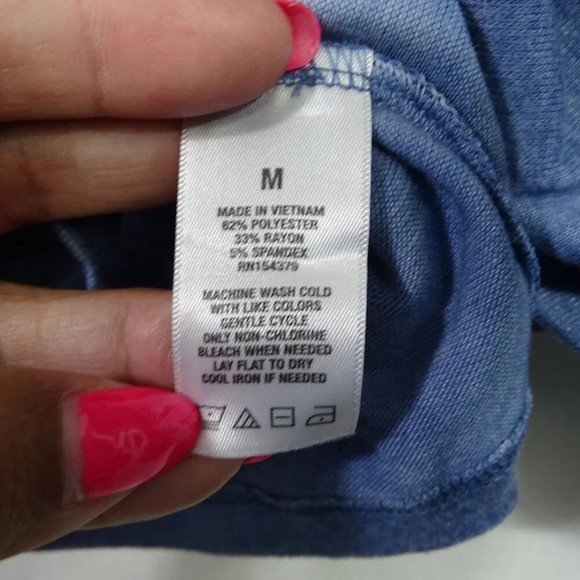 M
MADE IN VIETNAM
62% POLYESTER
33% RAYON
5% SPANDEX
RN154379
MACHINE WASH COLD
WITH LIKE COLORS
GENTLE CYCLE
ONLY NON-CHLORINE
BLEACH WHEN NEEDED
LAY FLAT TO DRY
COOL IRON IF NEEDED